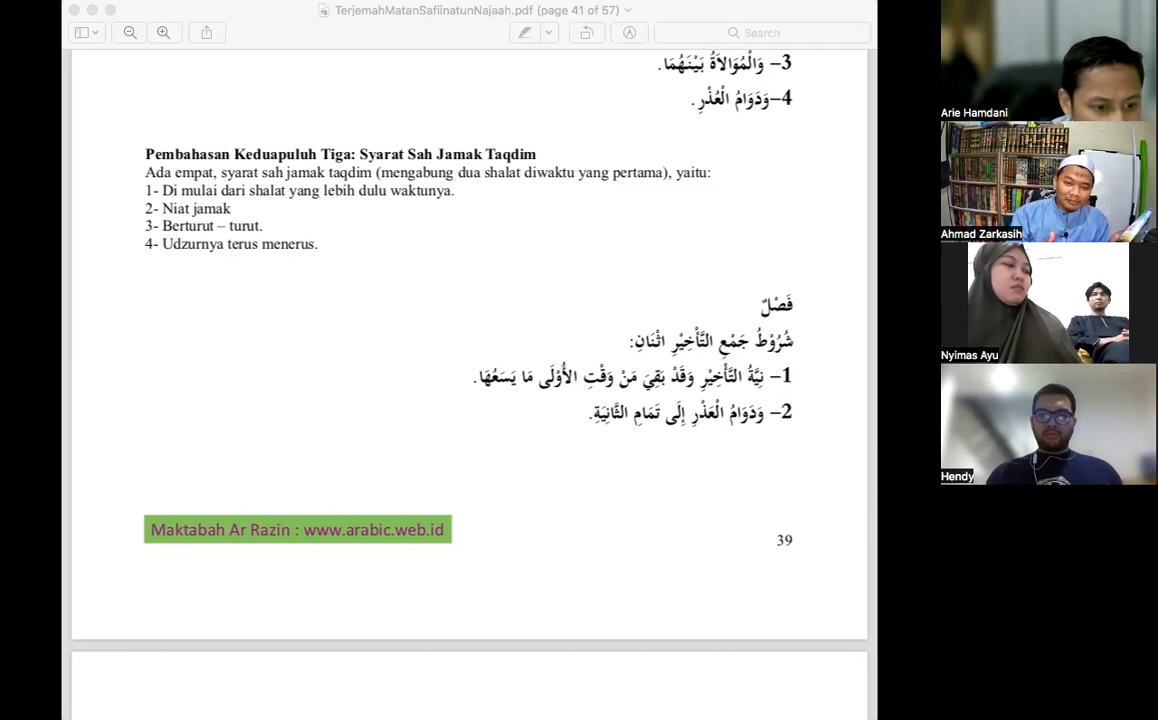 TerjemahMatanSafiinatunNajaah.pdf (page 41 of 57)
Search
3– وَالْمُوَالاَةُ بَيْنَهُمَا.
4–وَدَوَامُ الْعُذْرِ.
Pembahasan Keduapuluh Tiga: Syarat Sah Jamak Taqdim
Ada empat, syarat sah jamak taqdim (mengabung dua shalat diwaktu yang pertama), yaitu:
1- Di mulai dari shalat yang lebih dulu waktunya.
2- Niat jamak
3- Berturut – turut.
4- Udzurnya terus menerus.
فَصْلٌ
شُرُوْطُ جَمْعِ التَّأْخِيْرِ اثْنَانِ:
1– نِيَّةُ التَّأْخِيْرِ وَقَدْ بَقِيَ مَنْ وَقْتِ الأُوْلَى مَا يَسَعُهَا.
2– وَدَوَامُ الْعَذْرِ إِلَى تَمَامِ الثَّانِيَةِ.
Maktabah Ar Razin : www.arabic.web.id
39
Arie Hamdani
Ahmad Zarkasih
Nyimas Ayu
Hendy